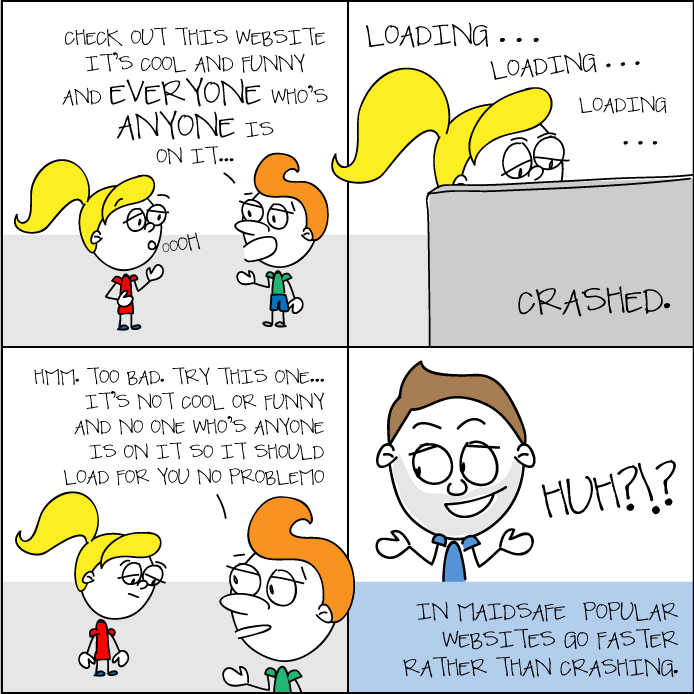 CHECK OUT THIS WEBSITE
IT'S COOL AND FUNNY
AND EVERYONE WHO'S
ANYONE IS
ON IT...
OOOH
LOADING...
LOADING...
LOADING
...
CRASHED.
HMM. TOO BAD. TRY THIS ONE...
IT'S NOT COOL OR FUNNY
AND NO ONE WHO'S ANYONE
IS ON IT SO IT SHOULD
LOAD FOR YOU NO PROBLEMO
HUH?!?
IN MAIDSAFE POPULAR
WEBSITES GO FASTER
RATHER THAN CRASHING.